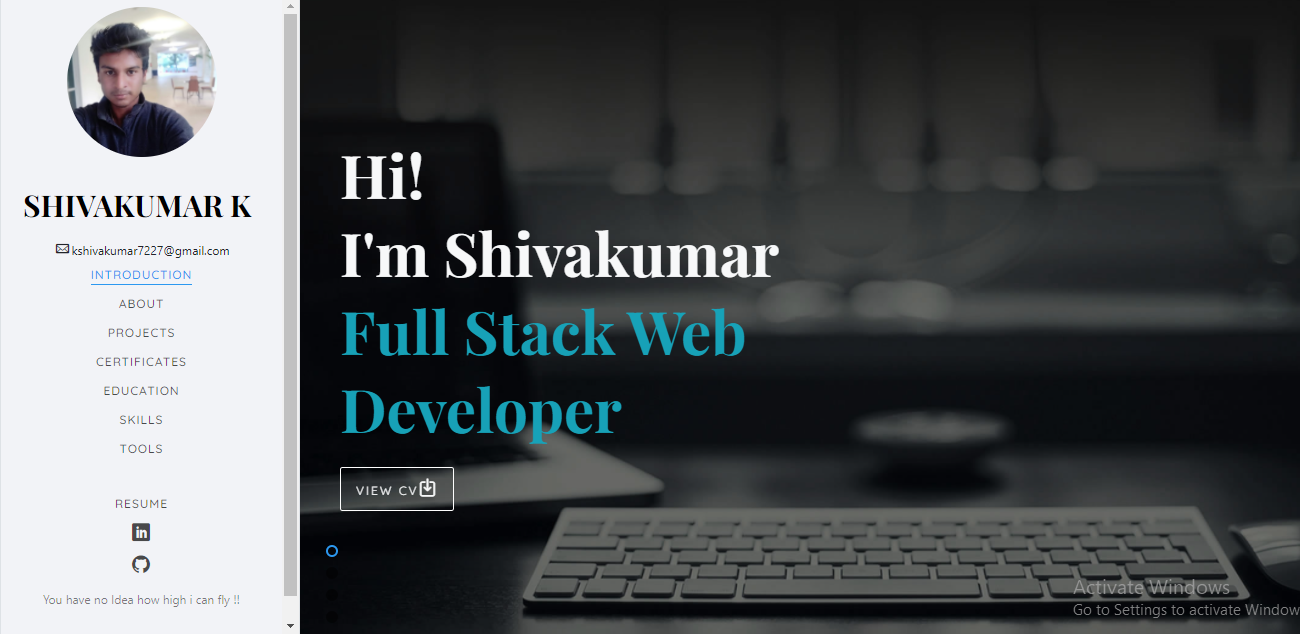 SHIVAKUMAR K
kshivakumar7227@gmail.com
INTRODUCTION
ABOUT
PROJECTS
CERTIFICATES
EDUCATION
SKILLS
TOOLS
RESUME
in
You have no Idea how high i can fly !!
Hi!
I'm Shivakumar
Full Stack Web
Developer
VIEW CV
Activate Windows
Go to Settings to activate Window